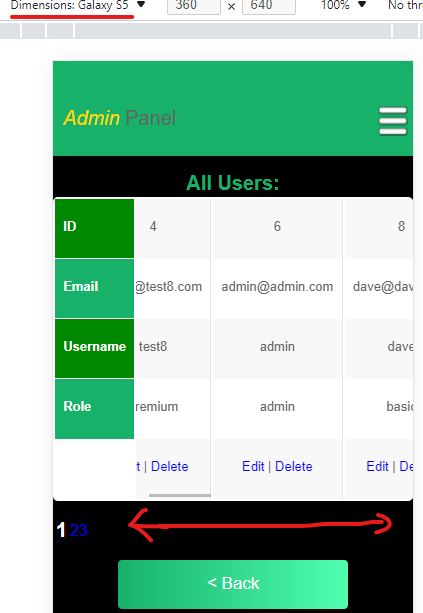 Dimensions: Galaxy S5 ▼ 360 × 640 100% ▼ No thr
Admin Panel
All Users:
ID 4 6 8
Email @test8.com admin@admin.com dave@dav
Username test8 admin dave
Role remium admin basi
t | Delete Edit | Delete Edit | De
1 2 3
< Back